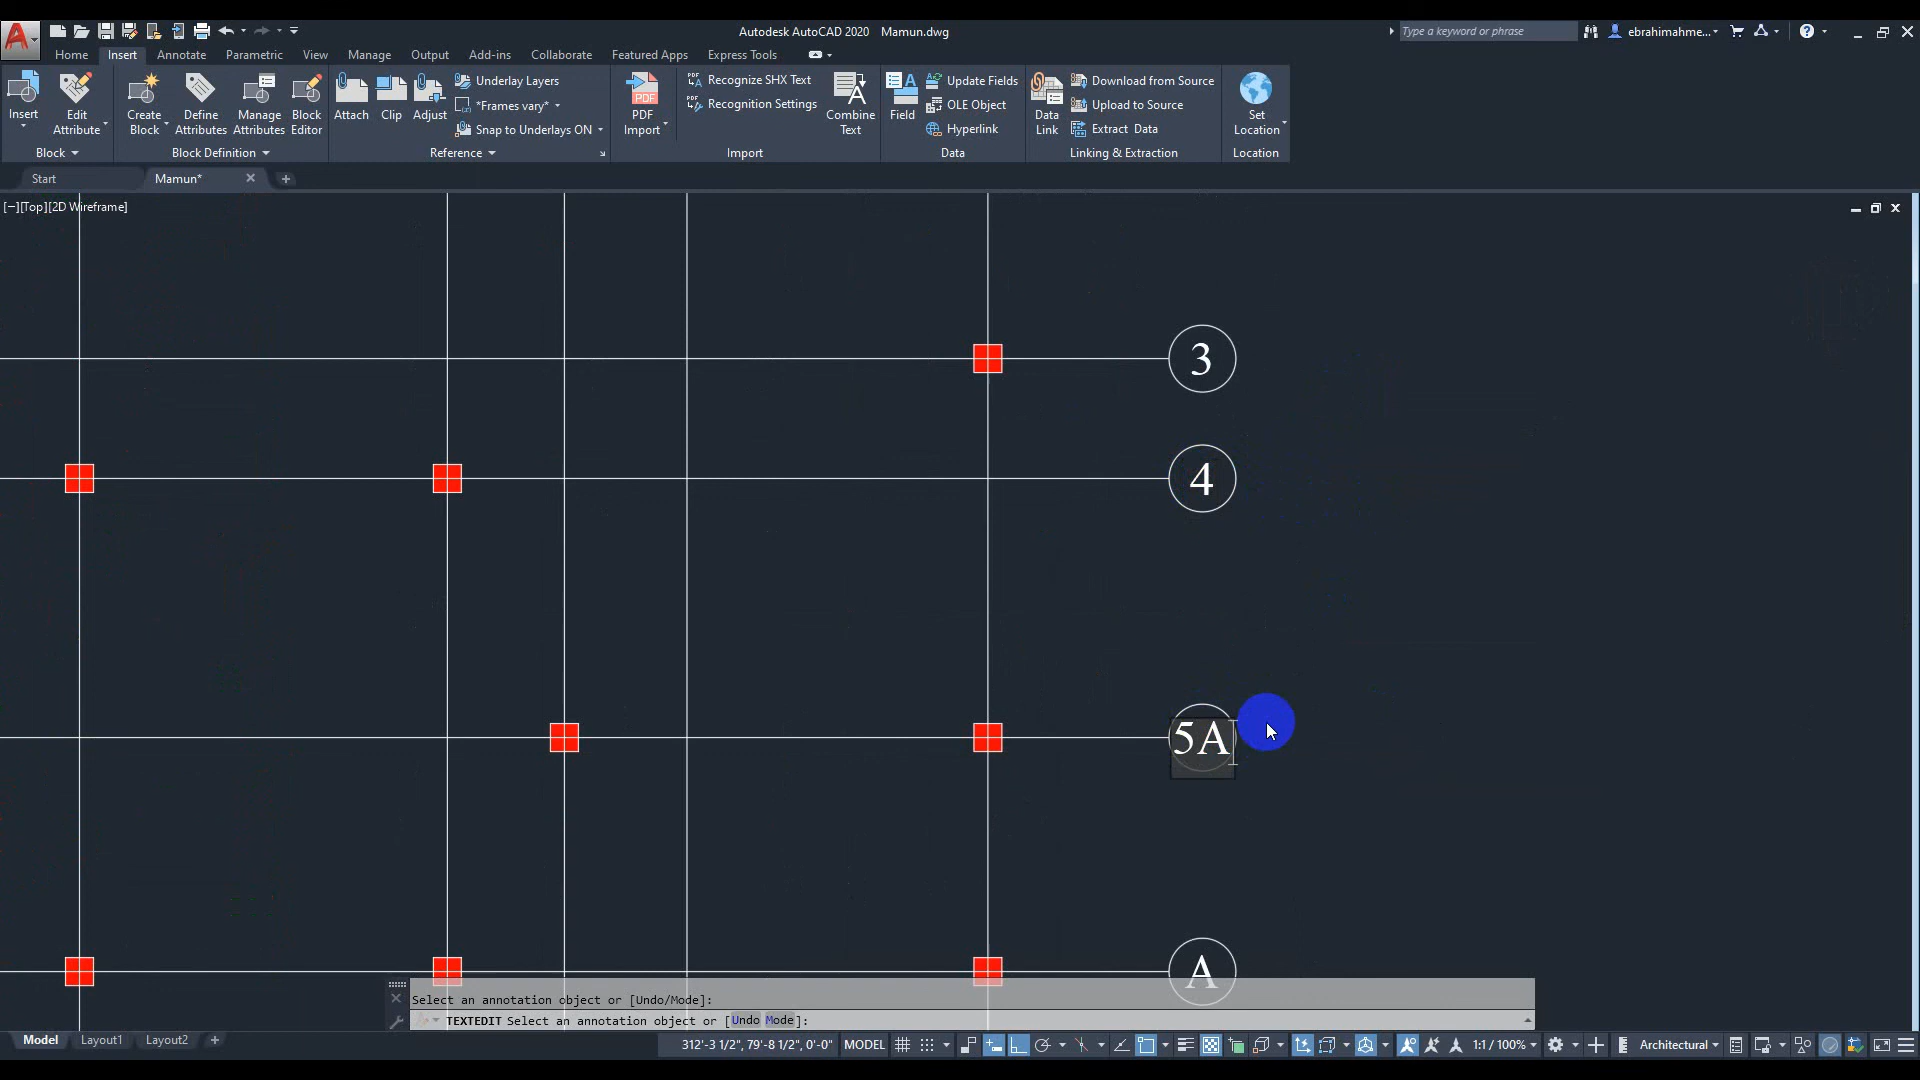 Autodesk AutoCAD 2020 Mamun.dwg
Type a keyword or phrase
ebrahimahme...
Home Insert Annotate Parametric View Manage Output Add-ins Collaborate Featured Apps Express Tools
Insert
Edit Attribute
Create Block
Define Attributes
Manage Attributes
Block Editor
Attach
Clip
Adjust
Underlay Layers
*Frames vary*
Snap to Underlays ON
PDF
PDF Import
Recognize SHX Text
Recognition Settings
Combine Text
Field
Update Fields
OLE Object
Hyperlink
Data Link
Download from Source
Upload to Source
Extract Data
Set Location
Block Block Definition Reference Import Data Linking & Extraction Location
Start Mamun*
[−][Top][2D Wireframe]
3
4
5A
A
Select an annotation object or [Undo/Mode]:
TEXTEDIT Select an annotation object or [Undo Mode]:
Model Layout1 Layout2
312'-3 1/2", 79'-8 1/2", 0'-0" MODEL 1:1 / 100% Architectural